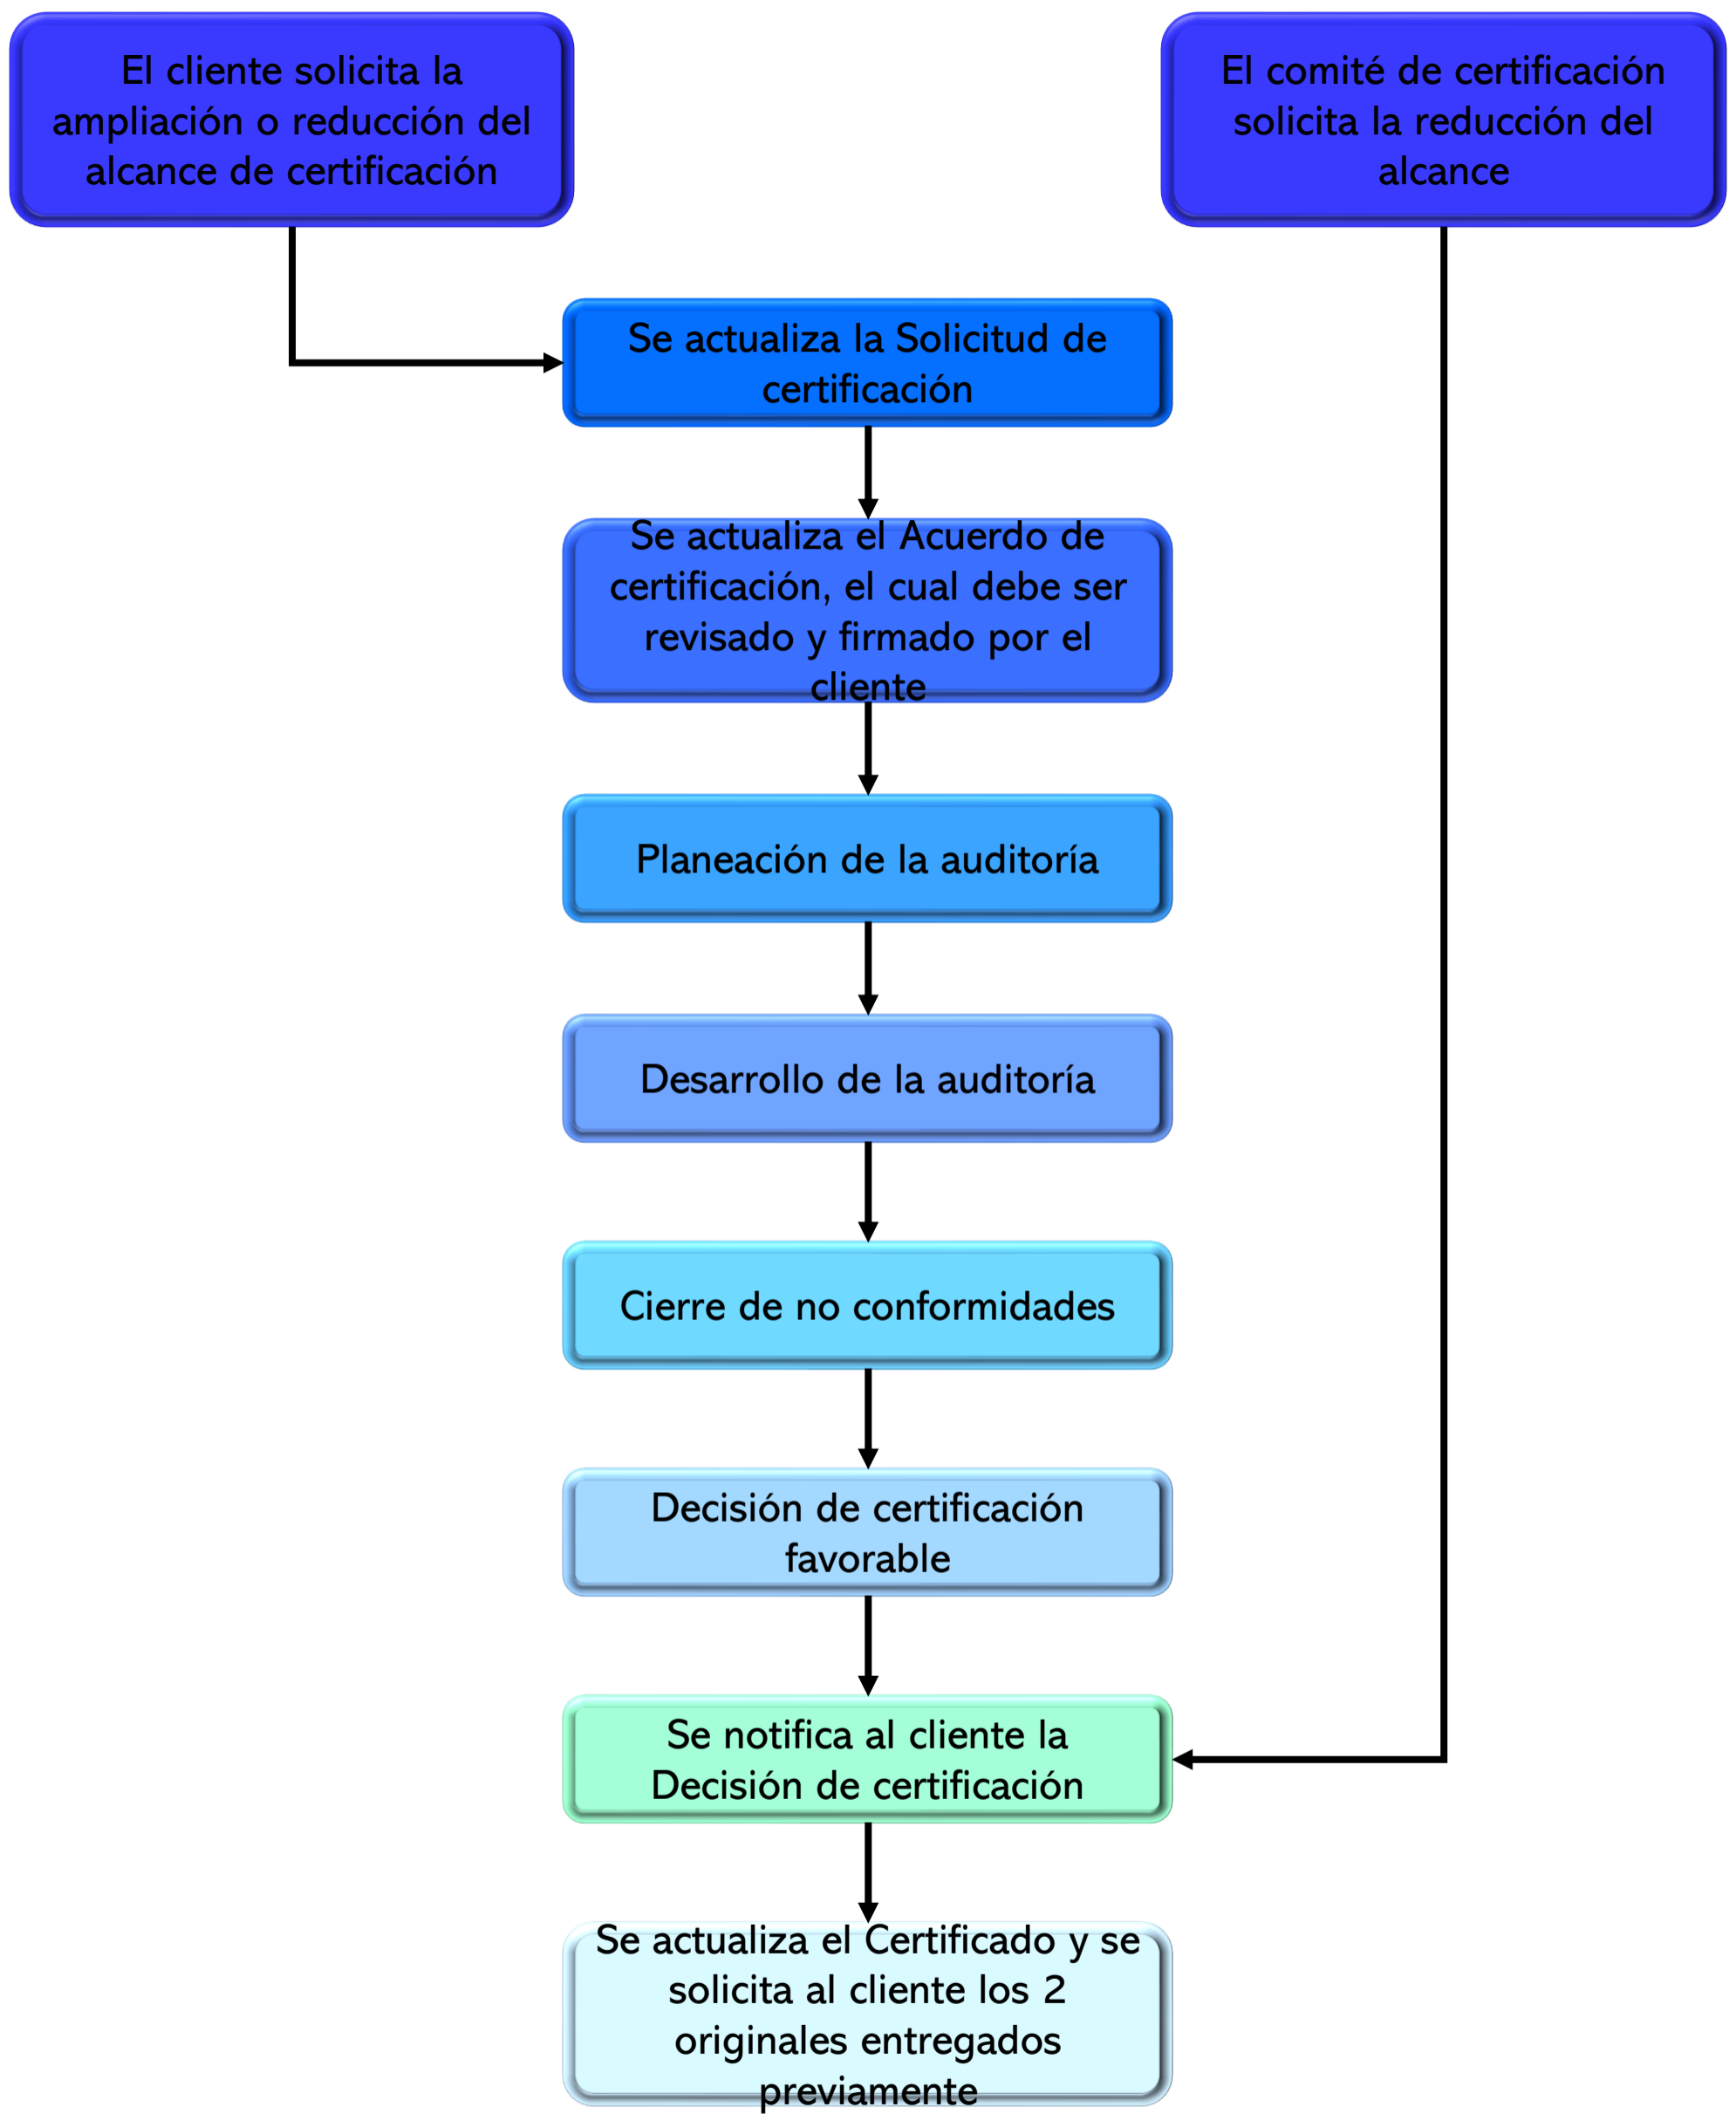 El cliente solicita la
ampliación o reducción del
alcance de certificación
El comité de certificación
solicita la reducción del
alcance
Se actualiza la Solicitud de
certificación
Se actualiza el Acuerdo de
certificación, el cual debe ser
revisado y firmado por el
cliente
Planeación de la auditoría
Desarrollo de la auditoría
Cierre de no conformidades
Decisión de certificación
favorable
Se notifica al cliente la
Decisión de certificación
Se actualiza el Certificado y se
solicita al cliente los 2
originales entregados
previamente